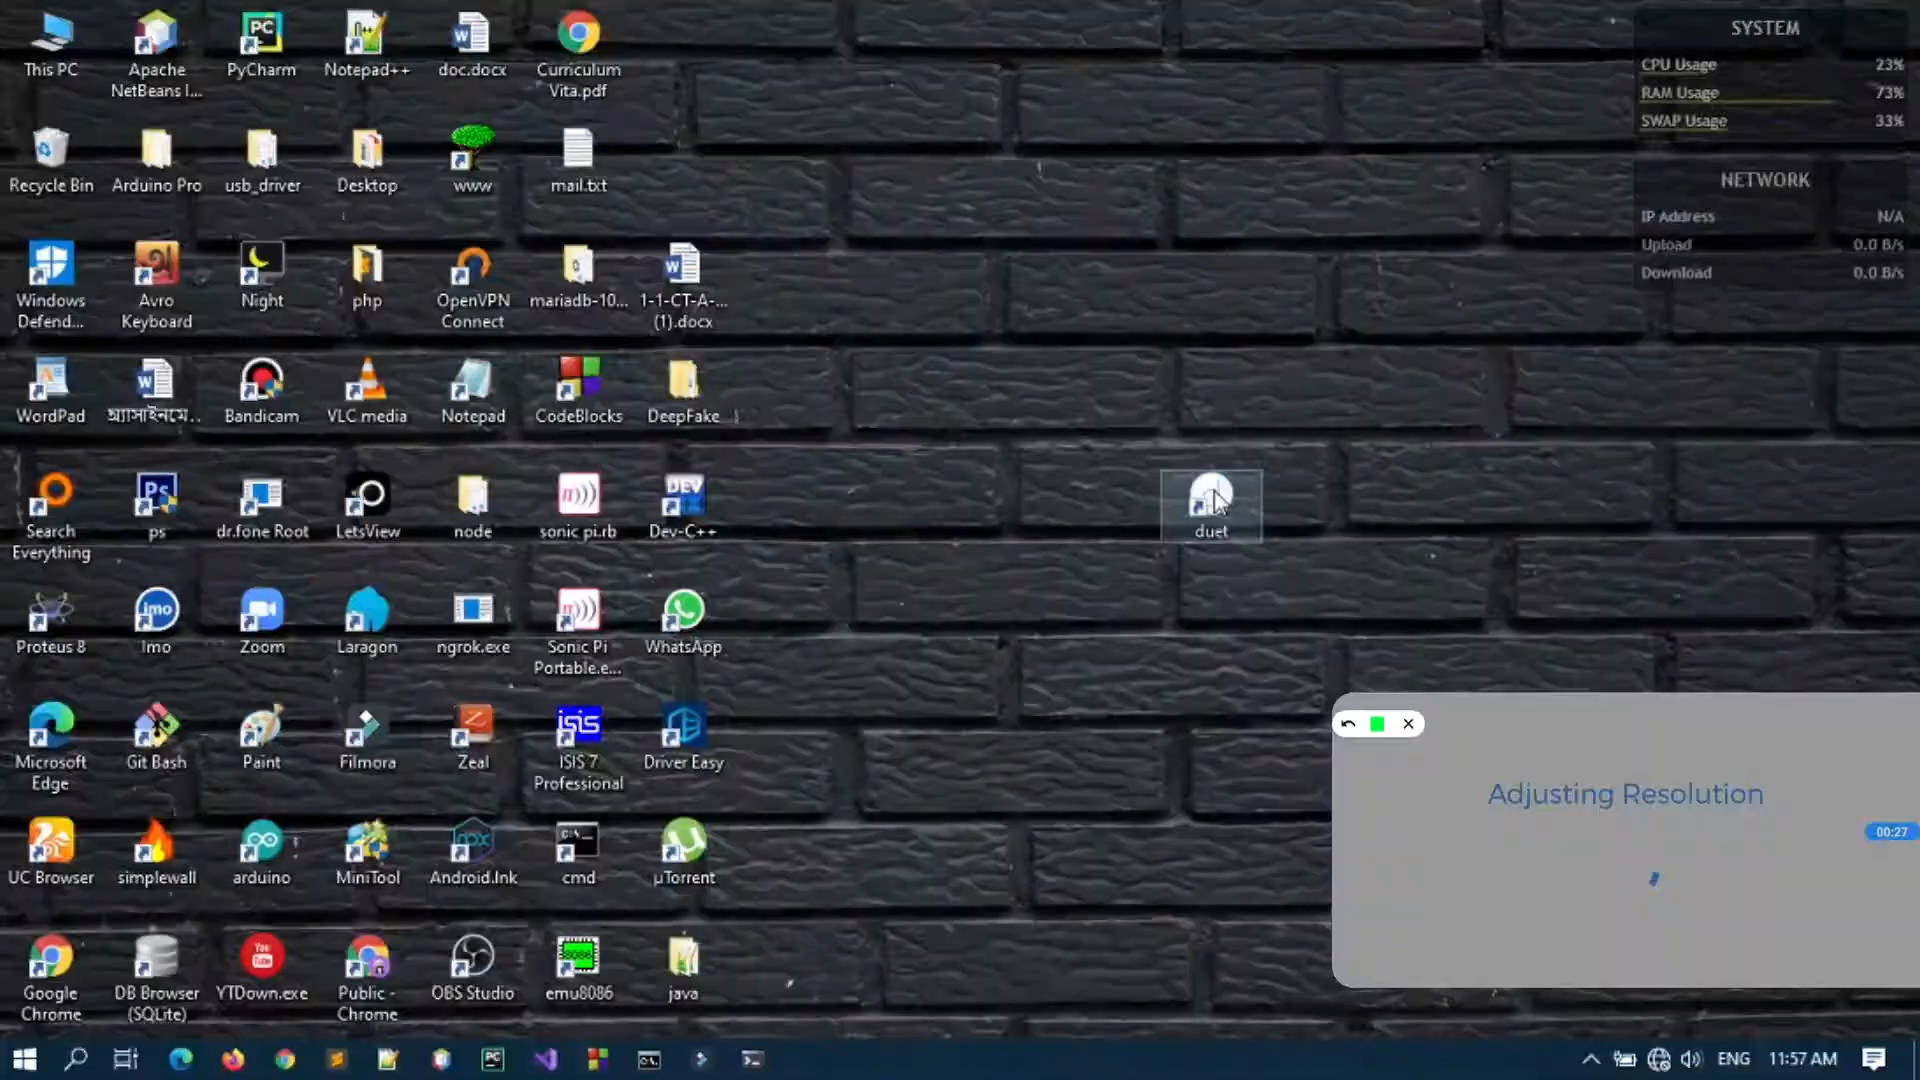 This PC
Apache
NetBeans I...
PyCharm
Notepad++
doc.docx
Curriculum
Vita.pdf
Recycle Bin
Arduino Pro
usb_driver
Desktop
www
mail.txt
Windows
Defend...
Avro
Keyboard
Night
php
OpenVPN
Connect
mariadb-10...
1-1-CT-A-...
(1).docx
WordPad
অ্যাসাইনমে...
Bandicam
VLC media
Notepad
CodeBlocks
DeepFake
Search
Everything
ps
dr.fone Root
LetsView
node
sonic pi.rb
Dev-C++
duet
Proteus 8
Imo
Zoom
Laragon
ngrok.exe
Sonic Pi
Portable.e...
WhatsApp
Microsoft
Edge
Git Bash
Paint
Filmora
Zeal
ISIS 7
Professional
Driver Easy
UC Browser
simplewall
arduino
MiniTool
Android.lnk
cmd
µTorrent
Google
Chrome
DB Browser
(SQLite)
YTDown.exe
Public -
Chrome
OBS Studio
emu8086
java
SYSTEM
CPU Usage 23%
RAM Usage 73%
SWAP Usage 33%
NETWORK
IP Address N/A
Upload 0.0 B/s
Download 0.0 B/s
Adjusting Resolution
00:27
ENG 11:57 AM